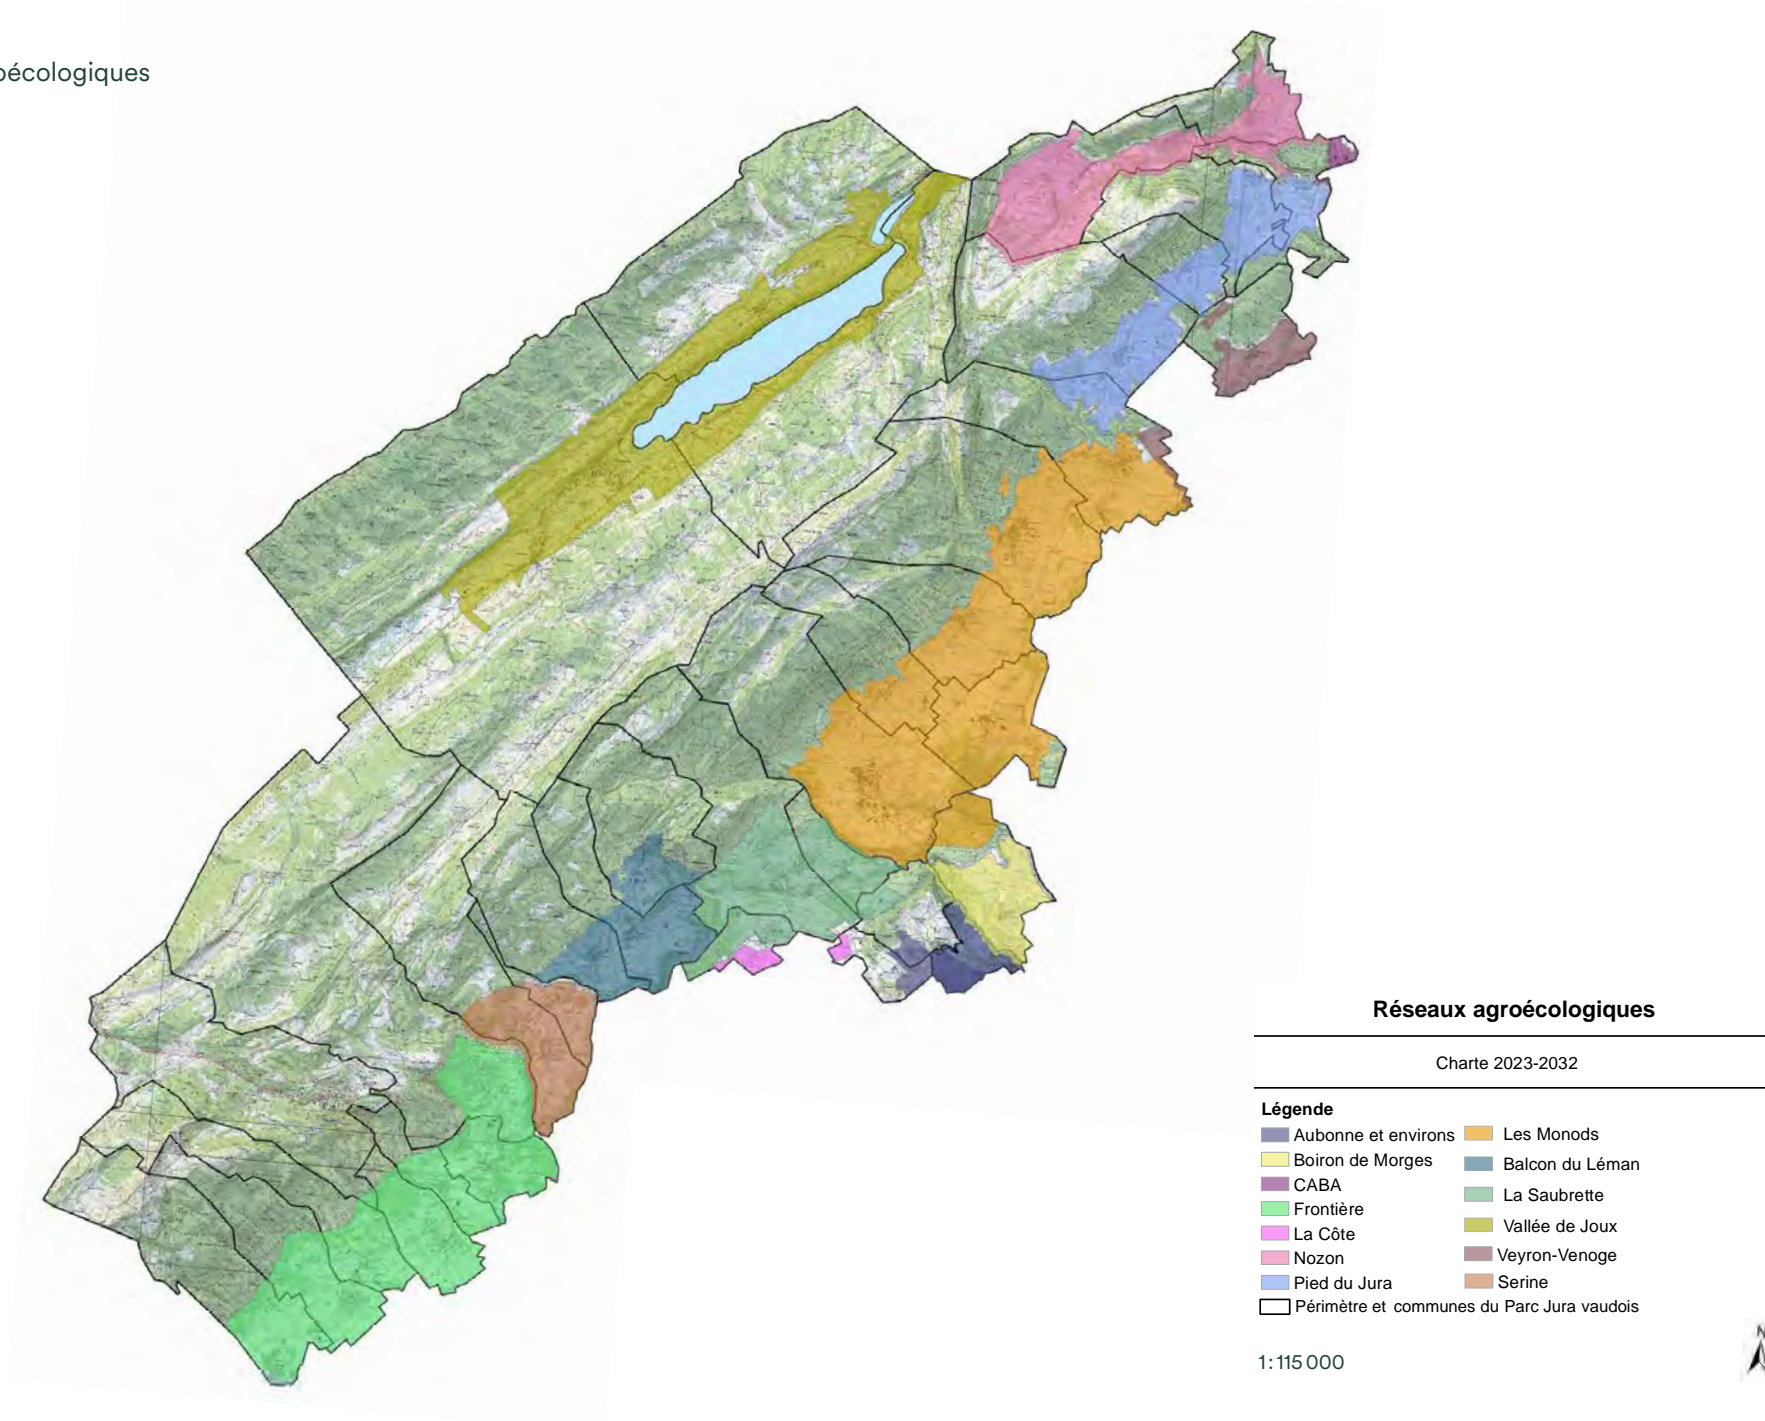 oécologiques
Réseaux agroécologiques
Charte 2023-2032
Légende
Aubonne et environs
Boiron de Morges
CABA
Frontière
La Côte
Nozon
Pied du Jura
Les Monods
Balcon du Léman
La Saubrette
Vallée de Joux
Veyron-Venoge
Serine
Périmètre et communes du Parc Jura vaudois
1:115 000
N